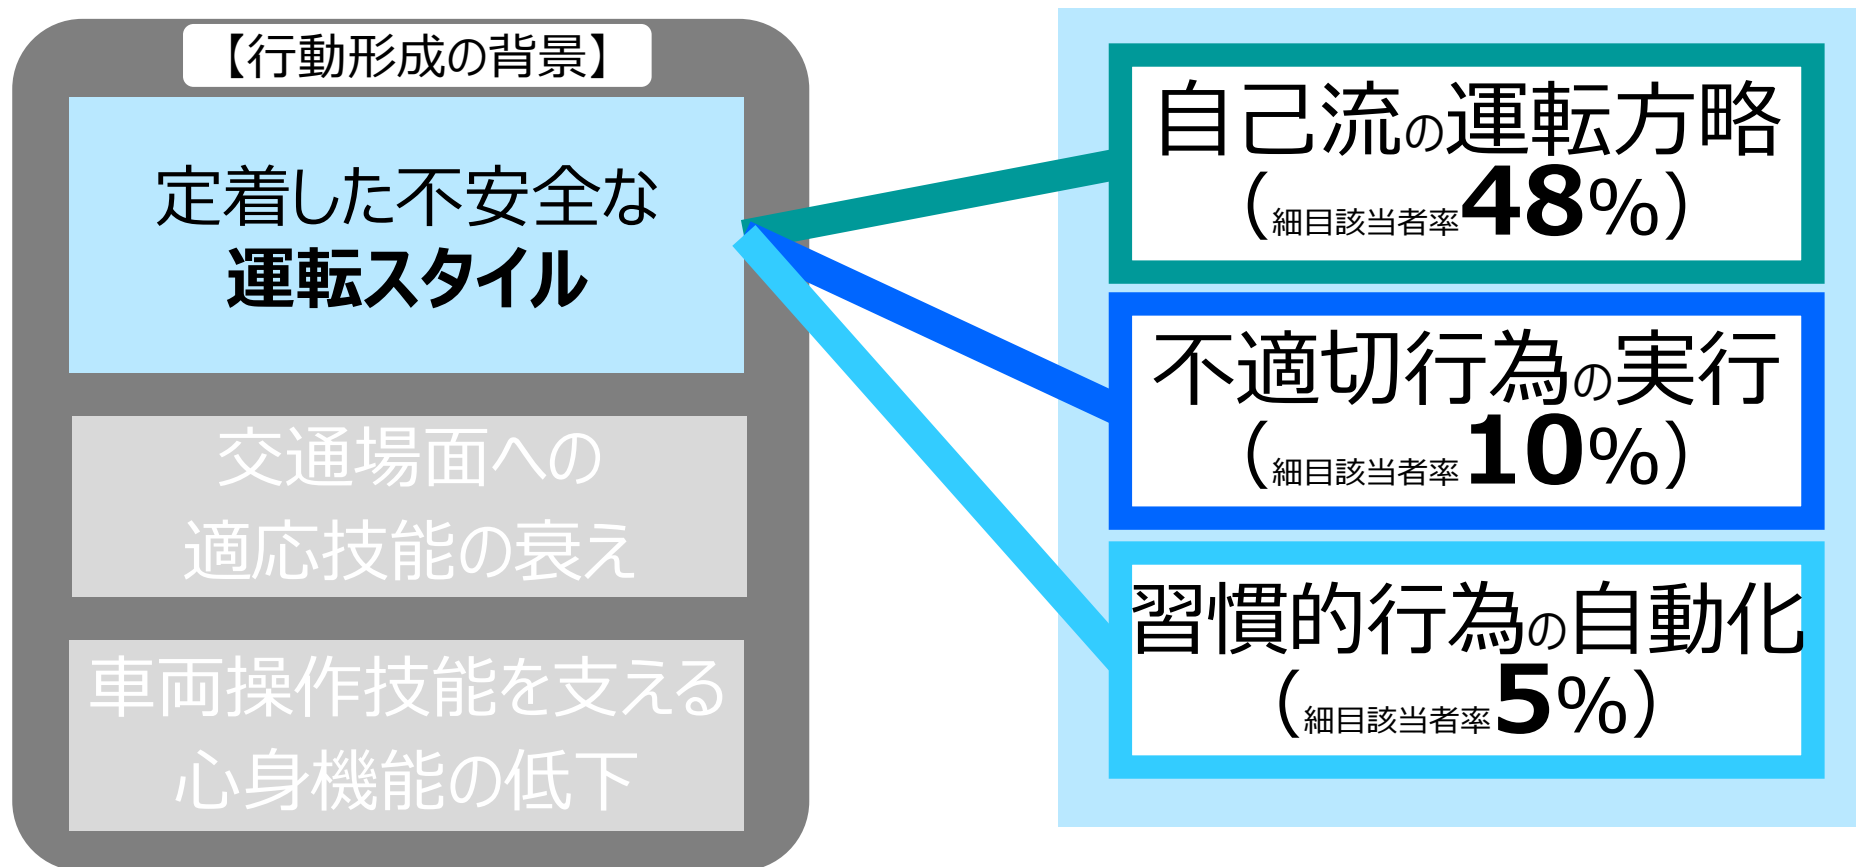 【行動形成の背景】
定着した不安全な
運転スタイル
交通場面への
適応技能の衰え
車両操作技能を支える
心身機能の低下
自己流の運転方略
（細目該当者率48%）
不適切行為の実行
（細目該当者率10%）
習慣的行為の自動化
（細目該当者率5%）